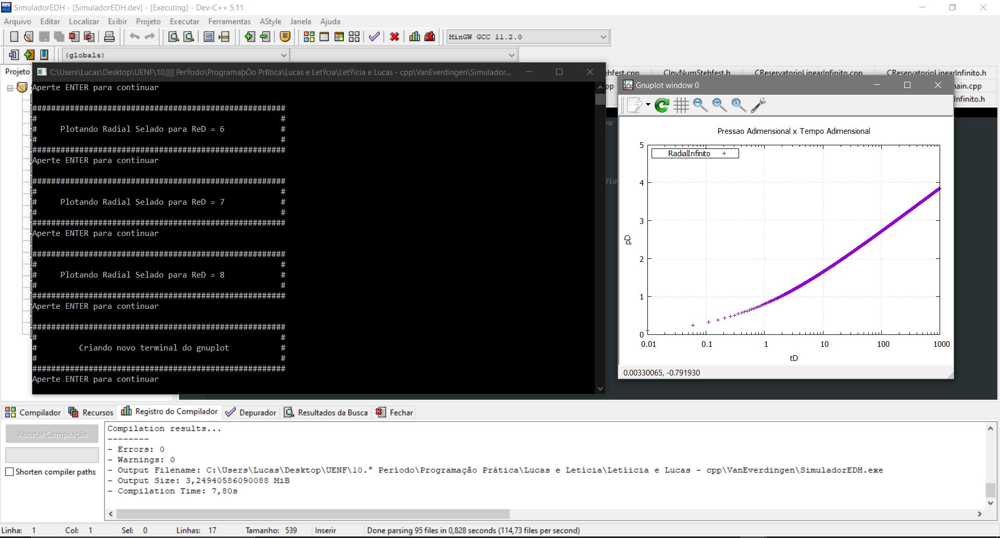 SimuladorEDH - [SimuladorEDH.dev] - [Executing] - Dev-C++ 5.11
Arquivo Editar Localizar Exibir Projeto Executar Ferramentas AStyle Janela Ajuda
MinGW GCC 11.2.0
(globals)
Projeto
C:\Users\Lucas\Desktop\UENF\10.▒ PerÝodo\ProgramaþÒo Prßtica\Lucas e LetÝcia\LetÝicia e Lucas - cpp\VanEverdingen\Simulador...
Aperte ENTER para continuar
######################################################
# #
# Plotando Radial Selado para ReD = 6 #
# #
######################################################
Aperte ENTER para continuar
######################################################
# #
# Plotando Radial Selado para ReD = 7 #
# #
######################################################
Aperte ENTER para continuar
######################################################
# #
# Plotando Radial Selado para ReD = 8 #
# #
######################################################
Aperte ENTER para continuar
######################################################
# #
# Criando novo terminal do gnuplot #
# #
######################################################
Aperte ENTER para continuar
ehfest.cpp CInvNumStehfest.h CReservatorioLinearInfinito.cpp CReservatorioLinearInfinito.h
pp
main.cpp
Infinito.h
ou
dia
Gnuplot window 0
Pressao Adimensional x Tempo Adimensional
RadialInfinito
pD
5
4
3
2
1
0
0.01 0.1 1 10 100 1000
tD
0.00330065, -0.791930
Compilador Recursos Registro do Compilador Depurador Resultados da Busca Fechar
Abortar Compilação
Shorten compiler paths
Compilation results...
--------
- Errors: 0
- Warnings: 0
- Output Filename: C:\Users\Lucas\Desktop\UENF\10.° Período\Programação Prática\Lucas e Letícia\Letíicia e Lucas - cpp\VanEverdingen\SimuladorEDH.exe
- Output Size: 3,24940586090088 MiB
- Compilation Time: 7,80s
Linha: 1 Col: 1 Sel: 0 Linhas: 17 Tamanho: 539 Inserir Done parsing 95 files in 0,828 seconds (114,73 files per second)